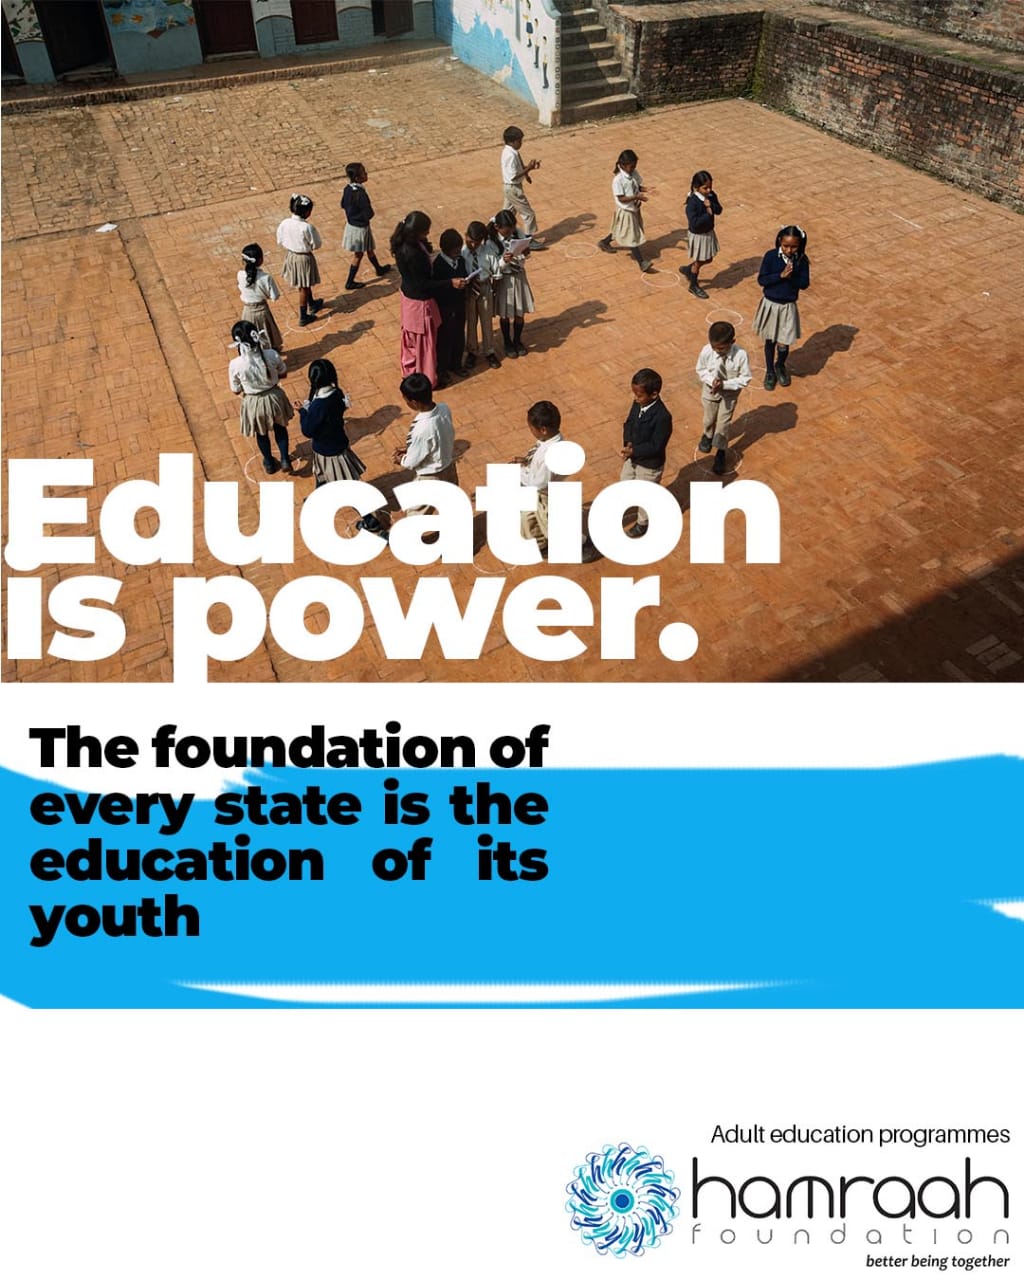 Education
is power.
The foundation of
every state is the
education of its
youth
Adult education programmes
hamraah
foundation
better being together